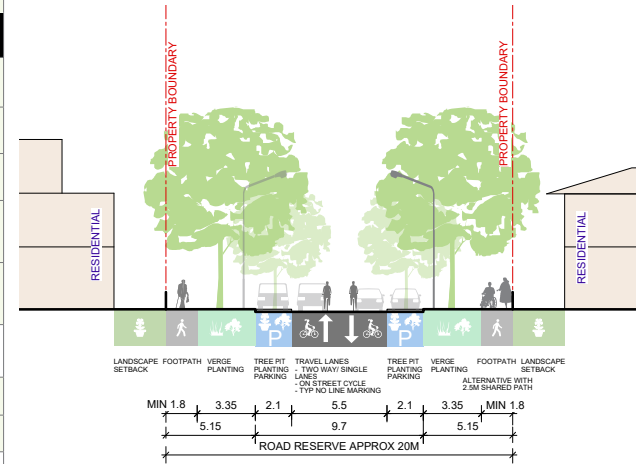 PROPERTY BOUNDARY
PROPERTY BOUNDARY
RESIDENTIAL
RESIDENTIAL
P
P
LANDSCAPE
SETBACK
FOOTPATH
VERGE
PLANTING
TREE PIT
PLANTING
PARKING
TRAVEL LANES
- TWO WAY/ SINGLE
LANES
- ON STREET CYCLE
- TYP NO LINE MARKING
TREE PIT
PLANTING
PARKING
VERGE
PLANTING
FOOTPATH
LANDSCAPE
SETBACK
ALTERNATIVE WITH
2.5M SHARED PATH
MIN 1.8 3.35 2.1 5.5 2.1 3.35 MIN 1.8
5.15 9.7 5.15
ROAD RESERVE APPROX 20M